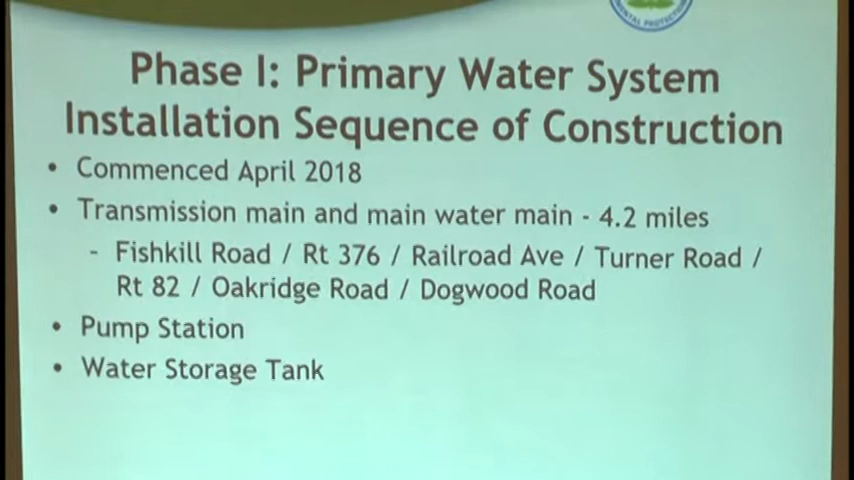 MENTAL PROTECTION
Phase I: Primary Water System
Installation Sequence of Construction
• Commenced April 2018
• Transmission main and main water main - 4.2 miles
- Fishkill Road / Rt 376 / Railroad Ave / Turner Road /
Rt 82 / Oakridge Road / Dogwood Road
• Pump Station
• Water Storage Tank